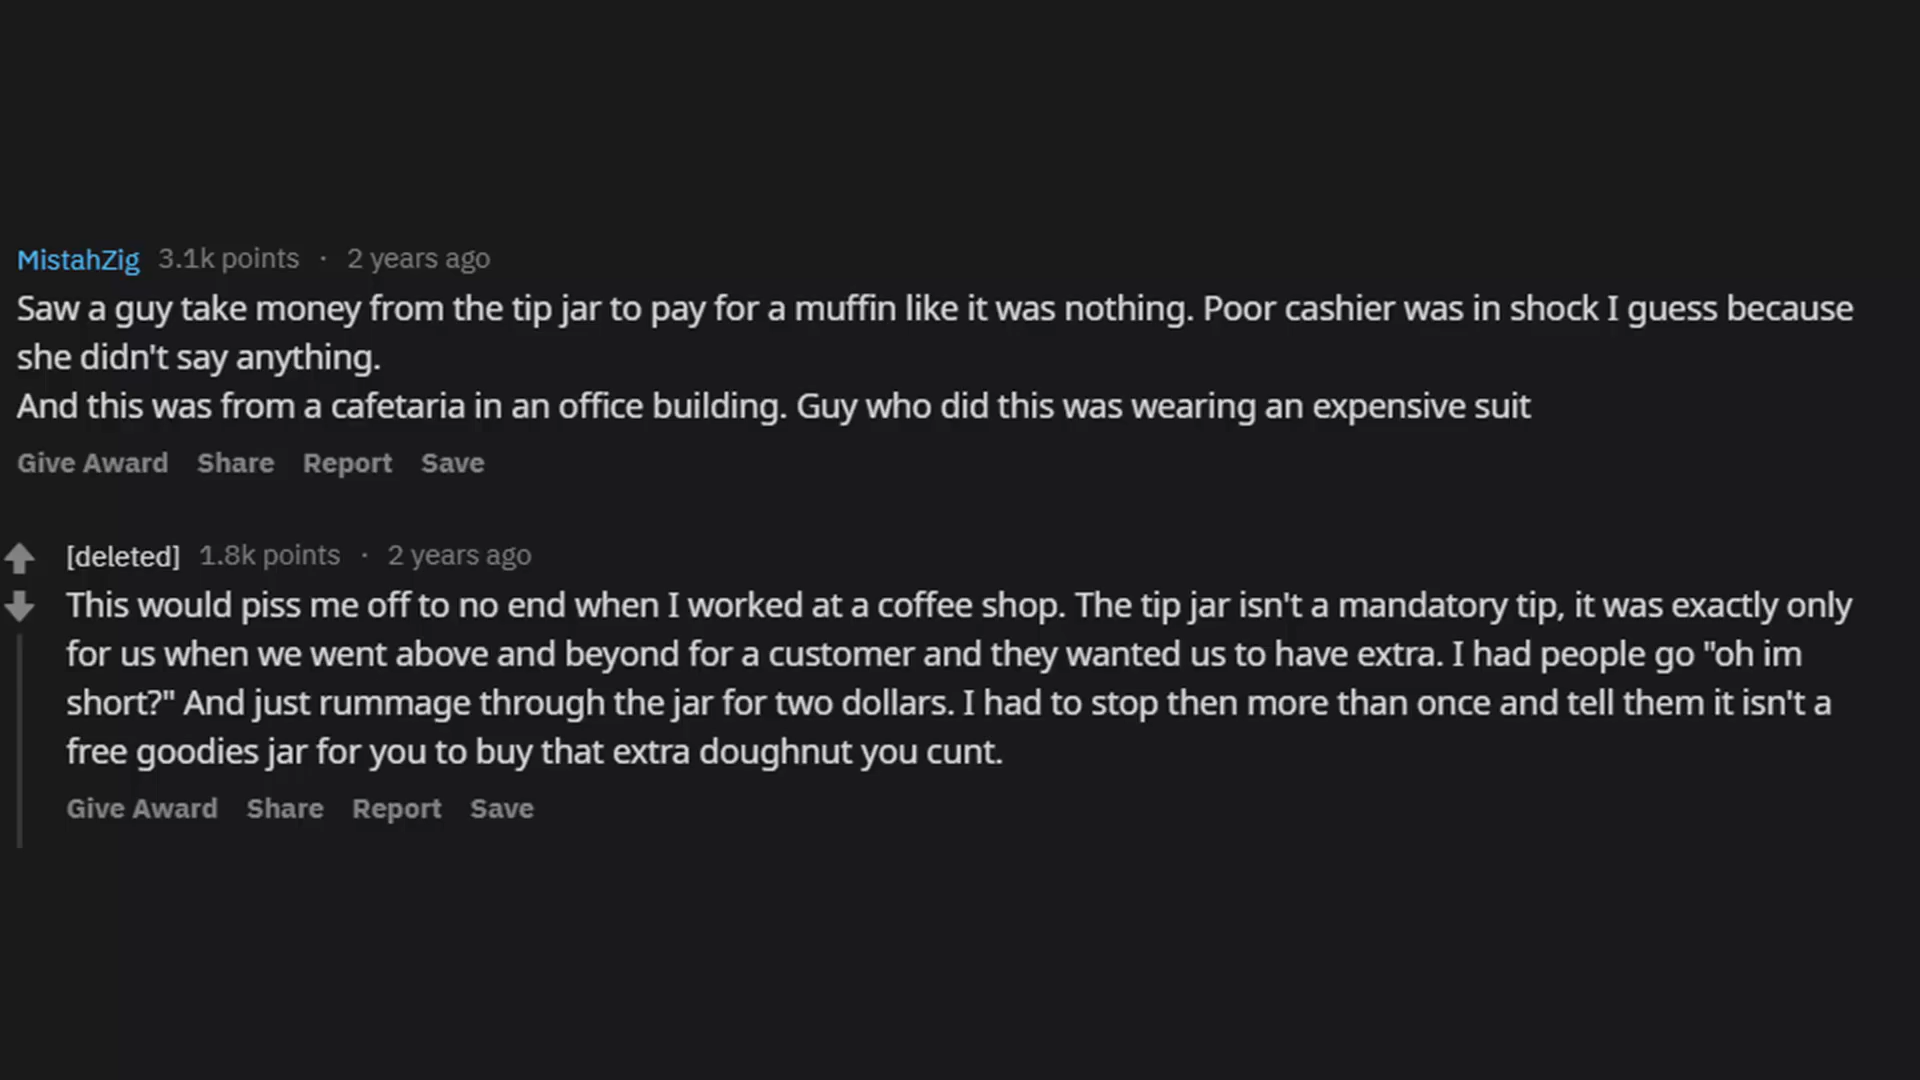 MistahZig 3.1k points · 2 years ago
Saw a guy take money from the tip jar to pay for a muffin like it was nothing. Poor cashier was in shock I guess because
she didn't say anything.
And this was from a cafetaria in an office building. Guy who did this was wearing an expensive suit
Give Award Share Report Save
[deleted] 1.8k points · 2 years ago
This would piss me off to no end when I worked at a coffee shop. The tip jar isn't a mandatory tip, it was exactly only
for us when we went above and beyond for a customer and they wanted us to have extra. I had people go "oh im
short?" And just rummage through the jar for two dollars. I had to stop then more than once and tell them it isn't a
free goodies jar for you to buy that extra doughnut you cunt.
Give Award Share Report Save